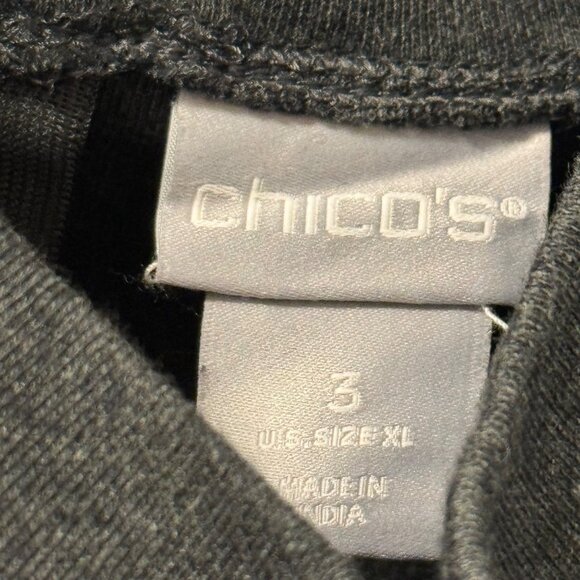 chico's®
3
U.S. SIZE XL
MADE IN
INDIA